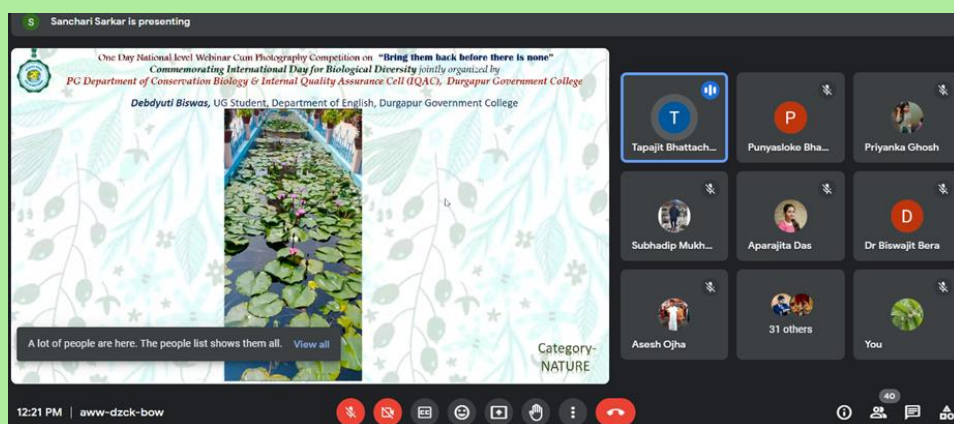 S Sanchari Sarkar is presenting
One Day National level Webinar Cum Photography Competition on "Bring them back before there is none"
Commemorating International Day for Biological Diversity jointly organized by
PG Department of Conservation Biology & Internal Quality Assurance Cell (IQAC), Durgapur Government College
Debdyuti Biswas, UG Student, Department of English, Durgapur Government College
Category-
NATURE
A lot of people are here. The people list shows them all. View all
T
Tapajit Bhattach...
P
Punyasloke Bha...
Priyanka Ghosh
Subhadip Mukh...
Aparajita Das
D
Dr Biswajit Bera
Asesh Ojha
31 others
You
12:21 PM | aww-dzck-bow
CC
40